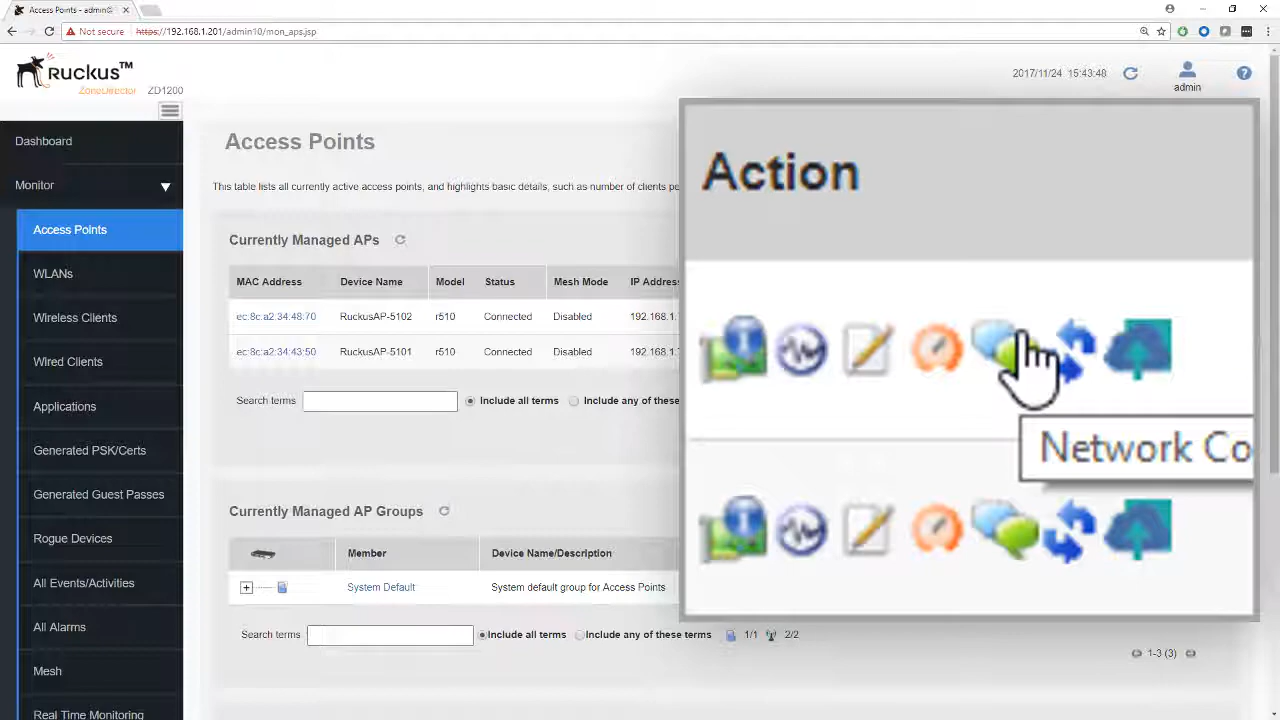 Access Points - admin@
Not secure https://192.168.1.201/admin10/mon_aps.jsp
Ruckus™
ZoneDirector ZD1200
2017/11/24 15:43:48
admin
Dashboard
Monitor
Access Points
WLANs
Wireless Clients
Wired Clients
Applications
Generated PSK/Certs
Generated Guest Passes
Rogue Devices
All Events/Activities
All Alarms
Mesh
Real Time Monitoring
Access Points
This table lists all currently active access points, and highlights basic details, such as number of clients pe
Currently Managed APs
MAC Address Device Name Model Status Mesh Mode IP Address
ec:8c:a2:34:48:70 RuckusAP-5102 r510 Connected Disabled 192.168.1.
ec:8c:a2:34:43:50 RuckusAP-5101 r510 Connected Disabled 192.168.1.
Search terms Include all terms Include any of these
Currently Managed AP Groups
Member Device Name/Description
System Default System default group for Access Points
Search terms Include all terms Include any of these terms 1/1 2/2
1-3 (3)
Action
Network Co